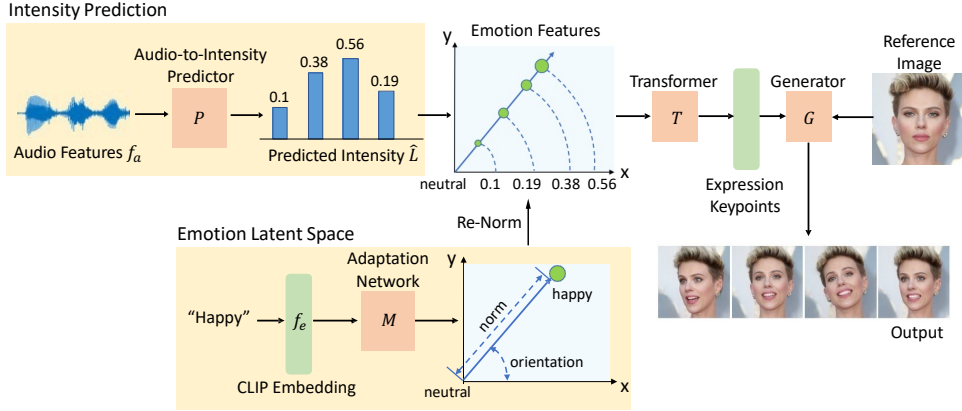 Intensity Prediction
Audio-to-Intensity
Predictor
P
Audio Features f_a
0.1
0.38
0.56
0.19
Predicted Intensity L̂
Emotion Features
y
x
neutral
0.1
0.19
0.38
0.56
Transformer
T
Expression
Keypoints
Generator
G
Reference
Image
Re-Norm
Emotion Latent Space
"Happy"
f_e
CLIP Embedding
Adaptation
Network
M
y
happy
norm
orientation
neutral
x
Output